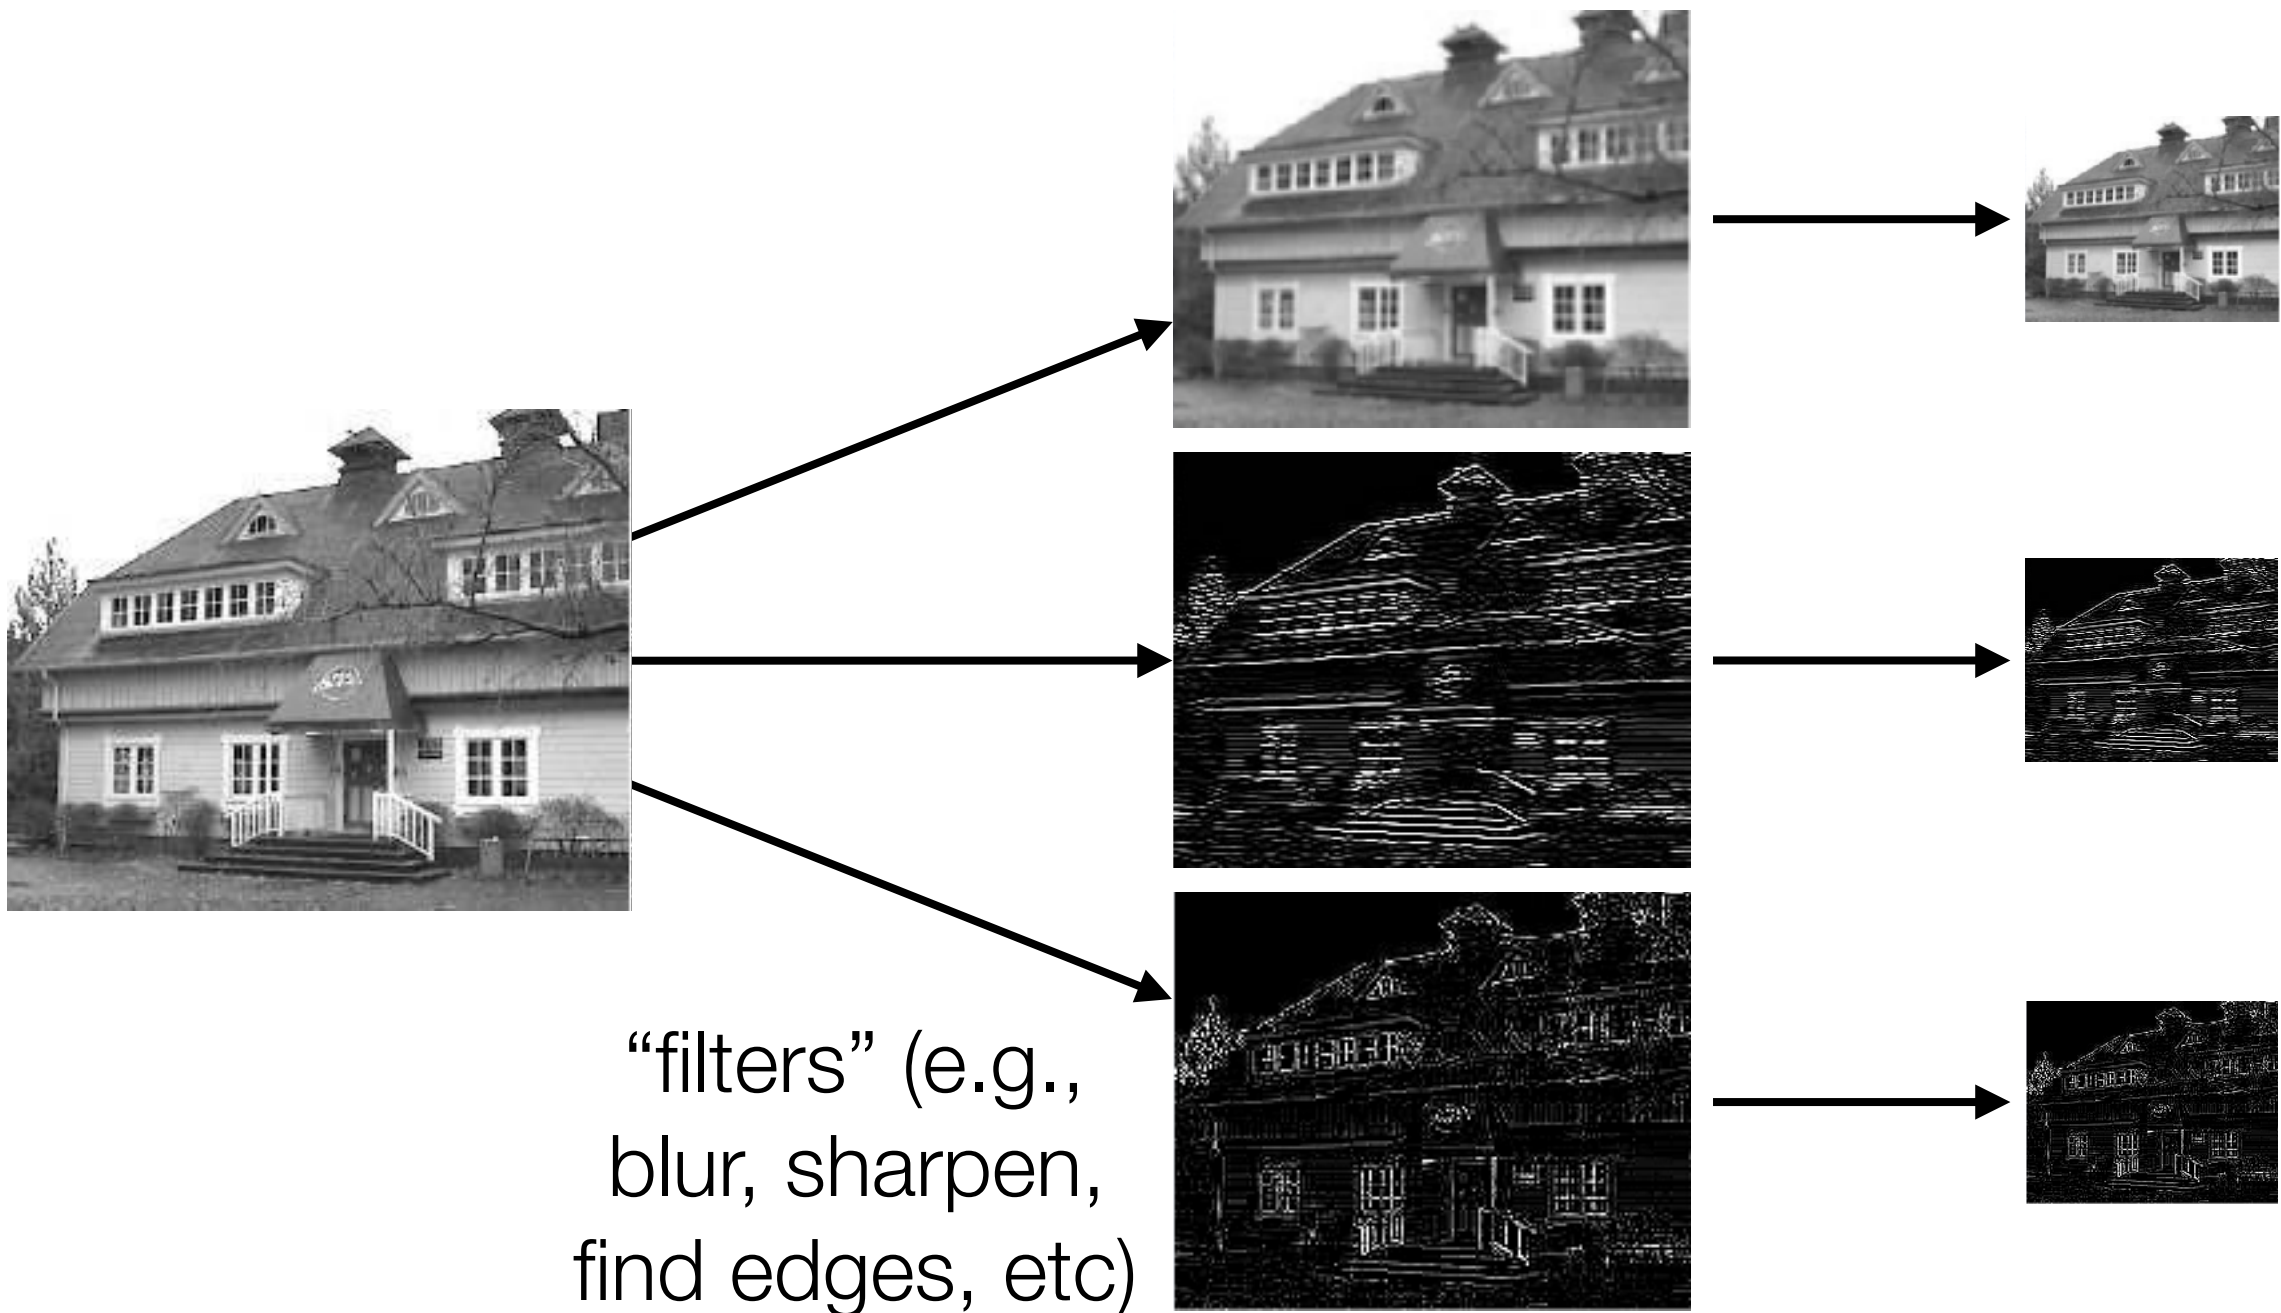 “filters” (e.g.,
blur, sharpen,
find edges, etc)